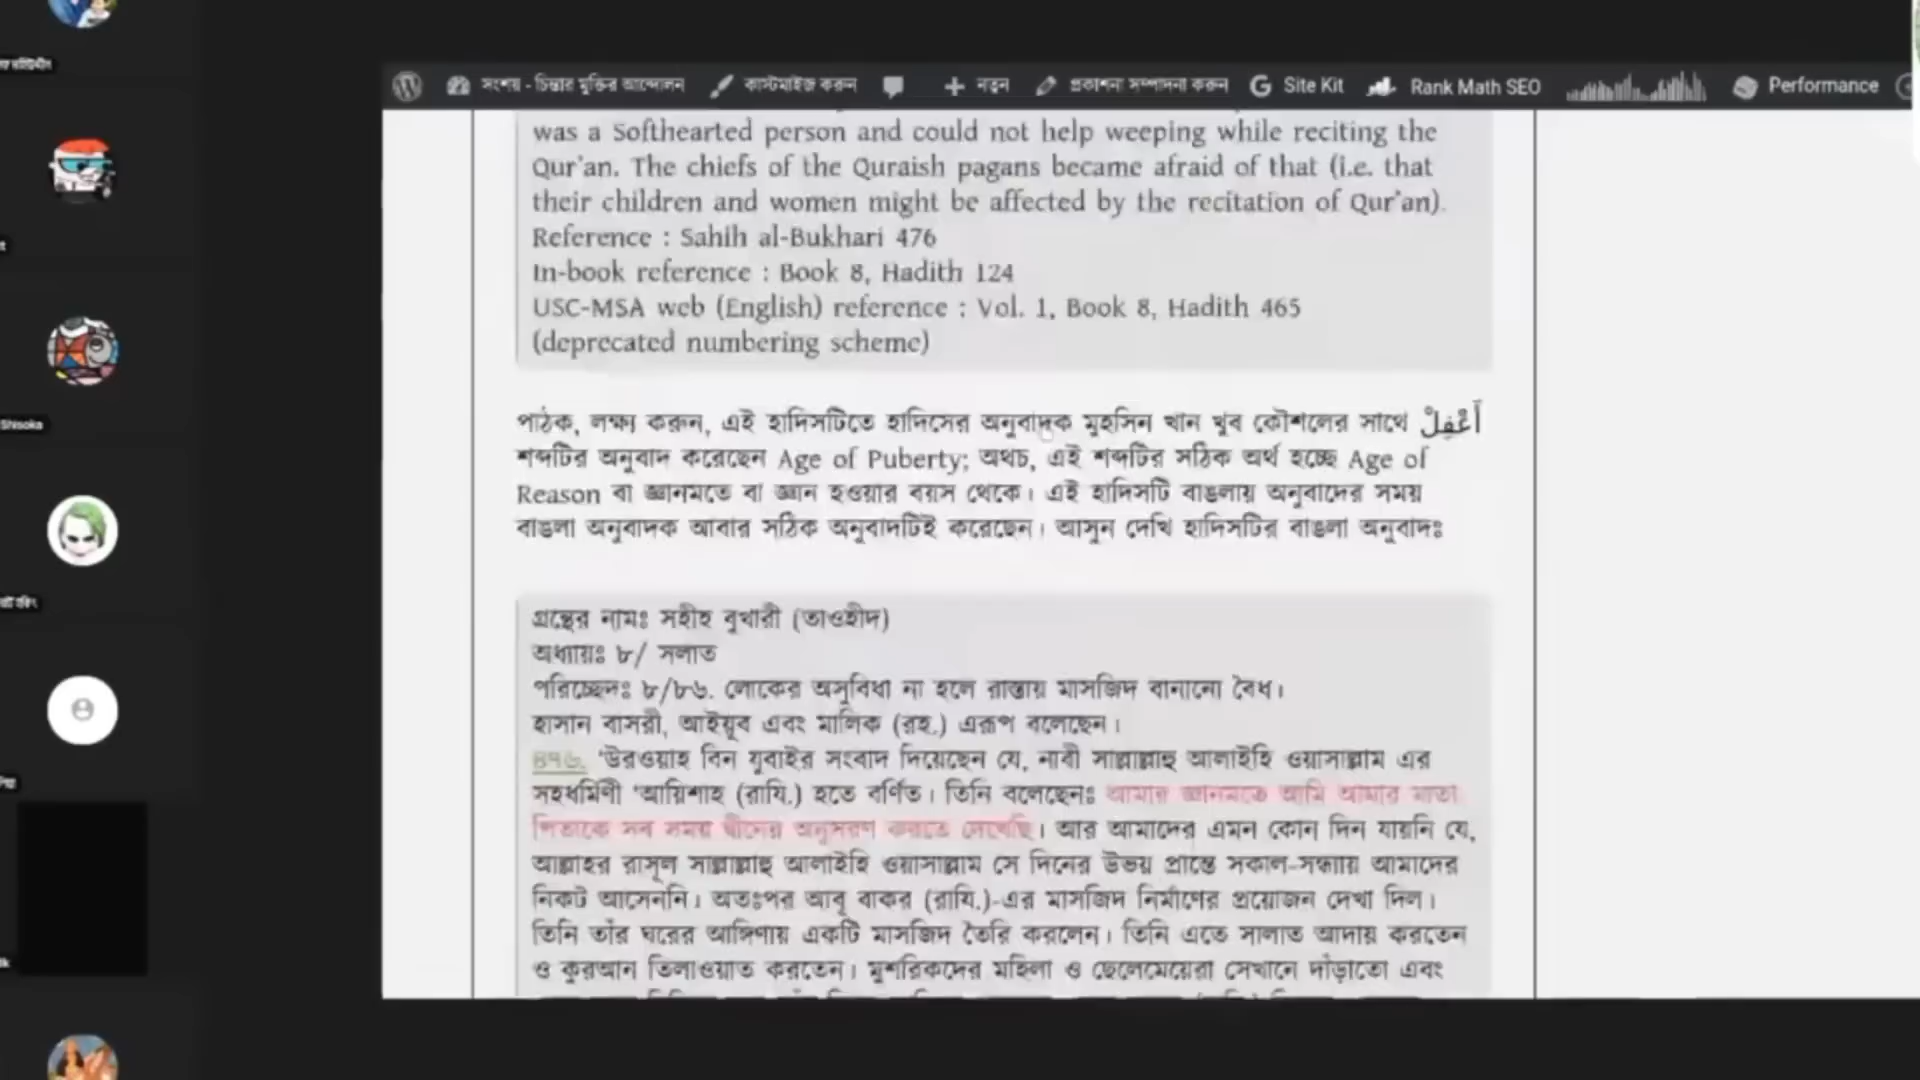 সংশয় - চিন্তার মুক্তির আন্দোলন কাস্টমাইজ করুন নতুন প্রকাশনা সম্পাদনা করুন Site Kit Rank Math SEO Performance
was a Softhearted person and could not help weeping while reciting the
Qur'an. The chiefs of the Quraish pagans became afraid of that (i.e. that
their children and women might be affected by the recitation of Qur'an).
Reference : Sahih al-Bukhari 476
In-book reference : Book 8, Hadith 124
USC-MSA web (English) reference : Vol. 1, Book 8, Hadith 465
(deprecated numbering scheme)
পাঠক, লক্ষ্য করুন, এই হাদিসটিতে হাদিসের অনুবাদক মুহসিন খান খুব কৌশলের সাথে أَعْقِلْ
শব্দটির অনুবাদ করেছেন Age of Puberty; অথচ, এই শব্দটির সঠিক অর্থ হচ্ছে Age of
Reason বা জ্ঞানমতে বা জ্ঞান হওয়ার বয়স থেকে। এই হাদিসটি বাঙলায় অনুবাদের সময়
বাঙলা অনুবাদক আবার সঠিক অনুবাদটিই করেছেন। আসুন দেখি হাদিসটির বাঙলা অনুবাদঃ
গ্রন্থের নামঃ সহীহ বুখারী (তাওহীদ)
অধ্যায়ঃ ৮/ সলাত
পরিচ্ছেদঃ ৮/৮৬. লোকের অসুবিধা না হলে রাস্তায় মাসজিদ বানানো বৈধ।
হাসান বাসরী, আইয়ূব এবং মালিক (রহ.) এরূপ বলেছেন।
৪৭৬. 'উরওয়াহ বিন যুবাইর সংবাদ দিয়েছেন যে, নাবী সাল্লাল্লাহু আলাইহি ওয়াসাল্লাম এর
সহধর্মিণী 'আয়িশাহ (রাযি.) হতে বর্ণিত। তিনি বলেছেনঃ আমার জ্ঞানমতে আমি আমার মাতা
পিতাকে সব সময় দ্বীনের অনুসরণ করতে দেখেছি। আর আমাদের এমন কোন দিন যায়নি যে,
আল্লাহর রাসূল সাল্লাল্লাহু আলাইহি ওয়াসাল্লাম সে দিনের উভয় প্রান্তে সকাল-সন্ধ্যায় আমাদের
নিকট আসেননি। অতঃপর আবূ বাকর (রাযি.)-এর মাসজিদ নির্মাণের প্রয়োজন দেখা দিল।
তিনি তাঁর ঘরের আঙ্গিণায় একটি মাসজিদ তৈরি করলেন। তিনি এতে সালাত আদায় করতেন
ও কুরআন তিলাওয়াত করতেন। মুশরিকদের মহিলা ও ছেলেমেয়েরা সেখানে দাঁড়াতো এবং
Shisoka